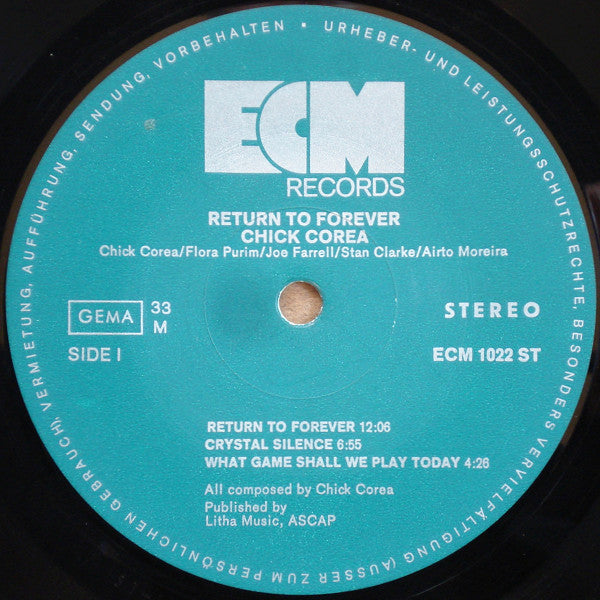 URHEBER- UND LEISTUNGSSCHUTZRECHTE, BESONDERS VERVIELFÄLTIGUNG (AUSSER ZUM PERSÖNLICHEN GEBRAUCH), VERMIETUNG, AUFFÜHRUNG, SENDUNG, VORBEHALTEN •
ECM
RECORDS
RETURN TO FOREVER
CHICK COREA
Chick Corea/Flora Purim/Joe Farrell/Stan Clarke/Airto Moreira
GEMA 33 STEREO
M
SIDE I ECM 1022 ST
RETURN TO FOREVER 12:06
CRYSTAL SILENCE 6:55
WHAT GAME SHALL WE PLAY TODAY 4:26
All composed by Chick Corea
Published by
Litha Music, ASCAP